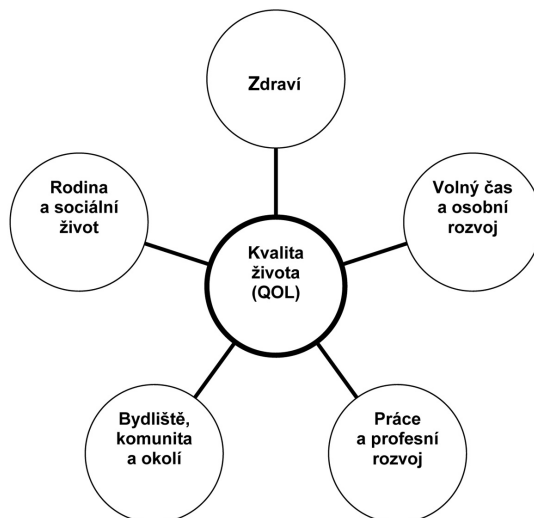 Zdraví
Rodina
a sociální
život
Volný čas
a osobní
rozvoj
Kvalita
života
(QOL)
Bydliště,
komunita
a okolí
Práce
a profesní
rozvoj